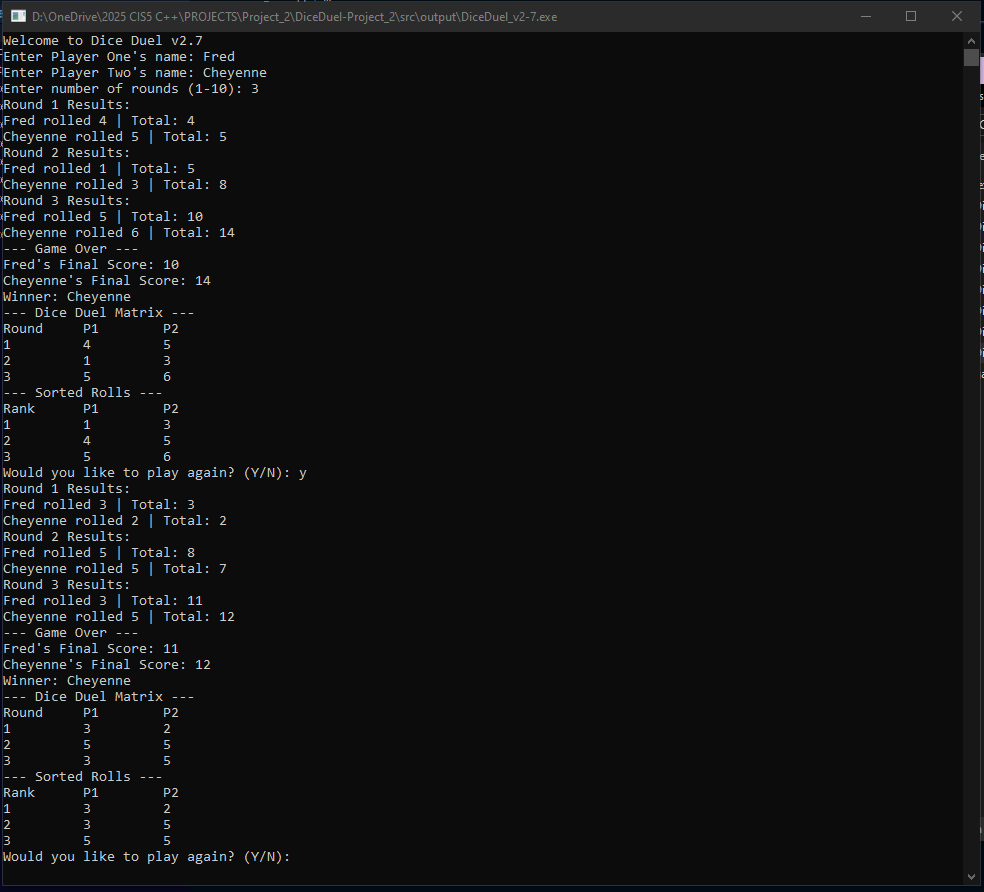 D:\OneDrive\2025 CIS5 C++\PROJECTS\Project_2\DiceDuel-Project_2\src\output\DiceDuel_v2-7.exe
Welcome to Dice Duel v2.7
Enter Player One's name: Fred
Enter Player Two's name: Cheyenne
Enter number of rounds (1-10): 3
Round 1 Results:
Fred rolled 4 | Total: 4
Cheyenne rolled 5 | Total: 5
Round 2 Results:
Fred rolled 1 | Total: 5
Cheyenne rolled 3 | Total: 8
Round 3 Results:
Fred rolled 5 | Total: 10
Cheyenne rolled 6 | Total: 14
--- Game Over ---
Fred's Final Score: 10
Cheyenne's Final Score: 14
Winner: Cheyenne
--- Dice Duel Matrix ---
Round P1 P2
1 4 5
2 1 3
3 5 6
--- Sorted Rolls ---
Rank P1 P2
1 1 3
2 4 5
3 5 6
Would you like to play again? (Y/N): y
Round 1 Results:
Fred rolled 3 | Total: 3
Cheyenne rolled 2 | Total: 2
Round 2 Results:
Fred rolled 5 | Total: 8
Cheyenne rolled 5 | Total: 7
Round 3 Results:
Fred rolled 3 | Total: 11
Cheyenne rolled 5 | Total: 12
--- Game Over ---
Fred's Final Score: 11
Cheyenne's Final Score: 12
Winner: Cheyenne
--- Dice Duel Matrix ---
Round P1 P2
1 3 2
2 5 5
3 3 5
--- Sorted Rolls ---
Rank P1 P2
1 3 2
2 3 5
3 5 5
Would you like to play again? (Y/N):